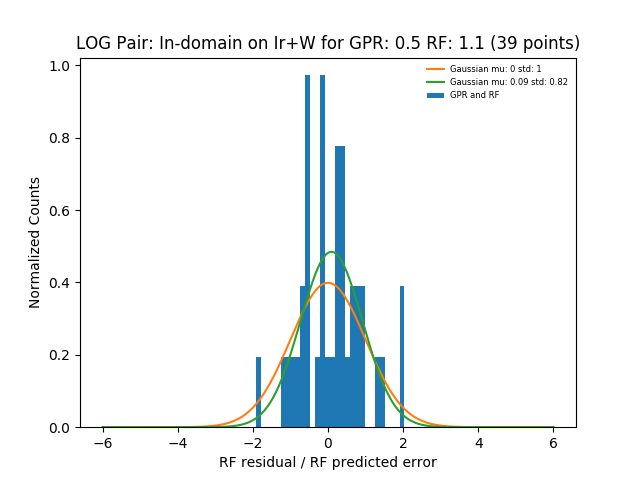 LOG Pair: In-domain on Ir+W for GPR: 0.5 RF: 1.1 (39 points)
Gaussian mu: 0 std: 1
Gaussian mu: 0.09 std: 0.82
GPR and RF
1.0
0.8
0.6
0.4
0.2
0.0
Normalized Counts
−6 −4 −2 0 2 4 6
RF residual / RF predicted error